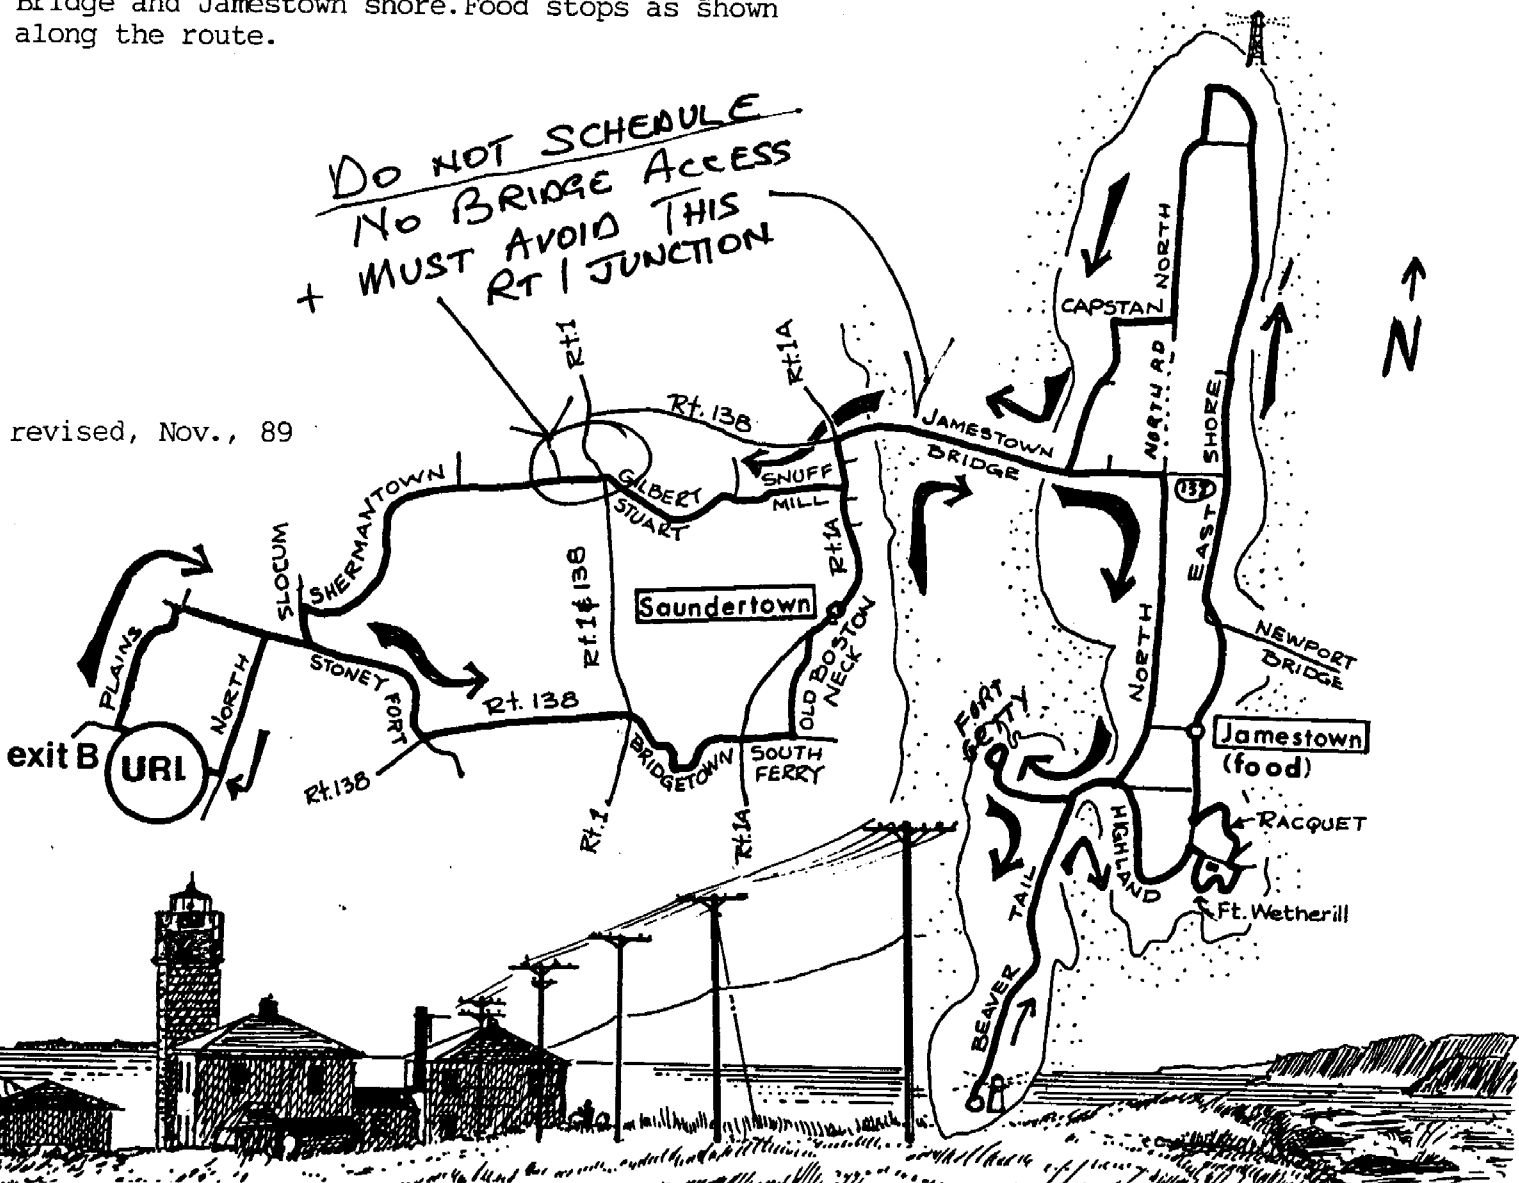 Bridge and Jamestown shore.Food stops as shown
along the route.
DO NOT SCHEDULE
NO BRIDGE ACCESS
+ MUST AVOID THIS
RT 1 JUNCTION
revised, Nov., 89
Rt.1
Rt.1A
Rt. 138
JAMESTOWN
BRIDGE
CAPSTAN
NORTH
NORTH RD
EAST SHORE
138
N
SHERMANTOWN
GILBERT
STUART
SNUFF
MILL
Rt.1A
SLOCUM
Rt.1 & 138
Saundertown
OLD BOSTON
NECK
PLAINS
NORTH
STONEY FORT
Rt. 138
exit B
URI
Rt.138
BRIDGETOWN
SOUTH
FERRY
Rt.1
Rt.1A
NORTH
NEWPORT
BRIDGE
FORT
GETTY
Jamestown
(food)
HIGHLAND
RACQUET
Ft. Wetherill
BEAVER TAIL